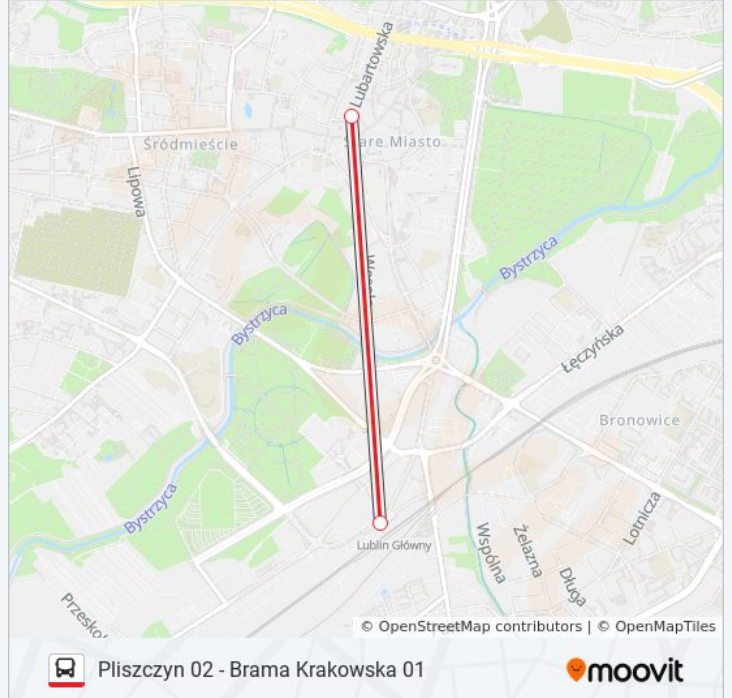 Lubartowska
Śródmieście
Stare Miasto
Lipowa
Bystrzyca
Bystrzyca
Łęczyńska
Bronowice
Bystrzyca
Lotnicza
Lublin Główny
Wspólna
Żelazna
Długa
© OpenStreetMap contributors | © OpenMapTiles
Pliszczyn 02 - Brama Krakowska 01
moovit